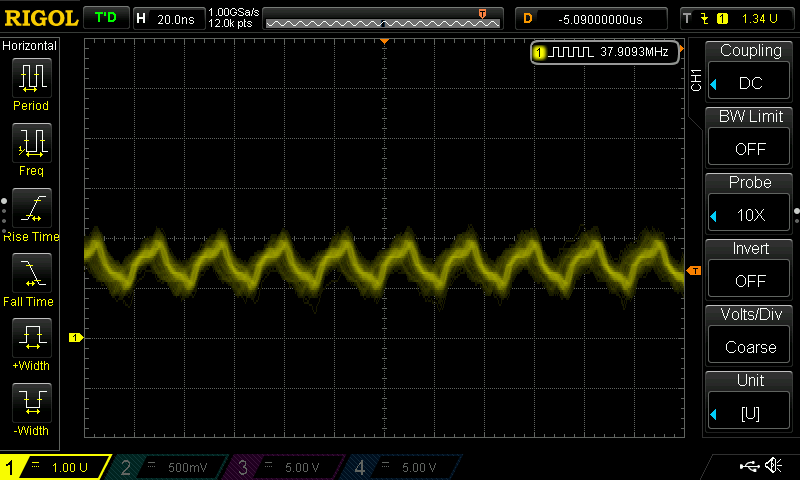 RIGOL T'D H 20.0ns 1.00GSa/s 12.0k pts D -5.09000000us T 1 1.34 U
Horizontal
1 37.9093MHz
Period
Freq
Rise Time
Fall Time
+Width
-Width
T
T
1
CH1
Coupling
DC
BW Limit
OFF
Probe
10X
Invert
OFF
Volts/Div
Coarse
Unit
[U]
1 = 1.00 U 2 = 500mV 3 = 5.00 V 4 = 5.00 V